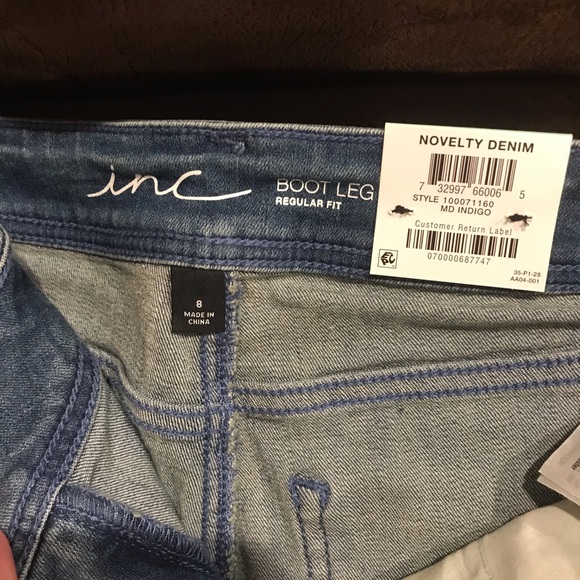 inc
BOOT LEG
REGULAR FIT
8
MADE IN
CHINA
NOVELTY DENIM
7 32997 66006 5
STYLE 100071160
MD INDIGO
Customer Return Label
070000687747
35-P1-28
AA04-001